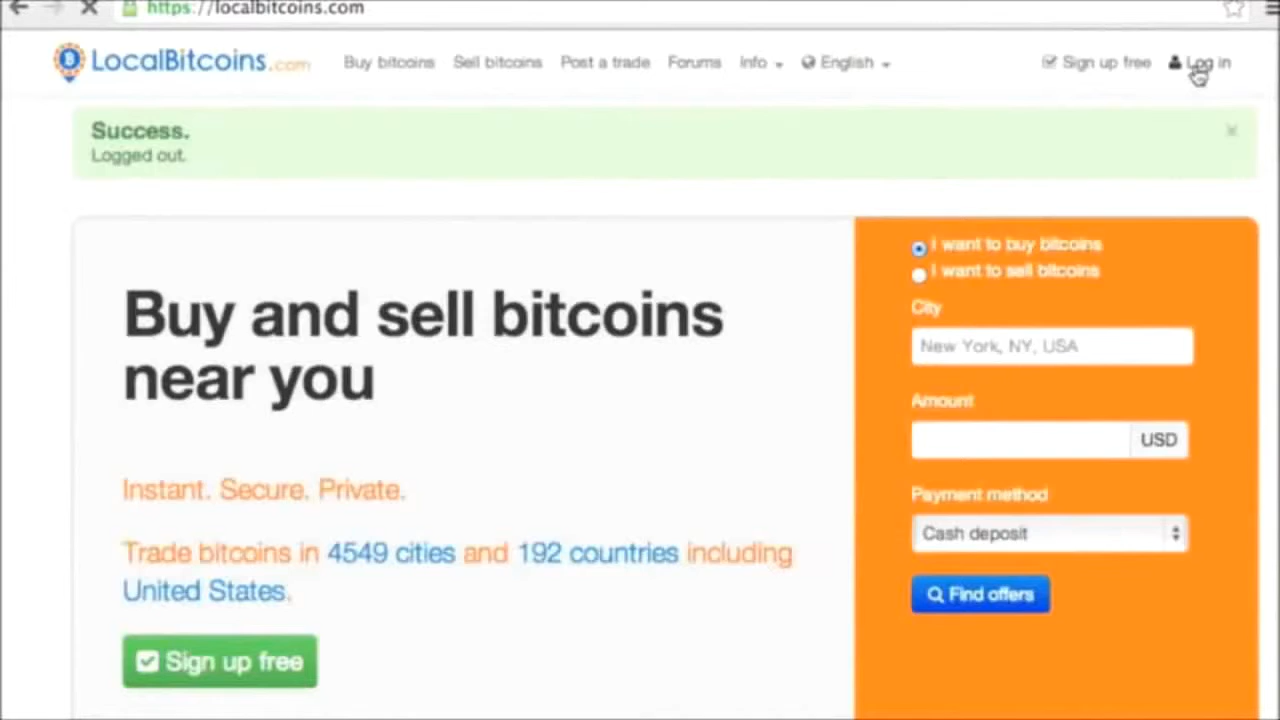 https://localbitcoins.com
LocalBitcoins.com Buy bitcoins Sell bitcoins Post a trade Forums Info English Sign up free Log in
Success.
Logged out.
Buy and sell bitcoins
near you
Instant. Secure. Private.
Trade bitcoins in 4549 cities and 192 countries including
United States.
Sign up free
I want to buy bitcoins
I want to sell bitcoins
City
New York, NY, USA
Amount
USD
Payment method
Cash deposit
Find offers